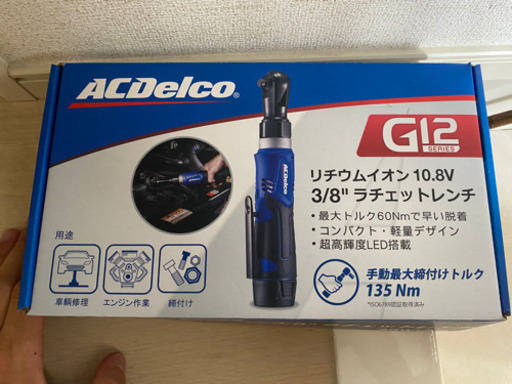 ACDelco®
G12
SERIES
ACDelco
リチウムイオン 10.8V
3/8" ラチェットレンチ
・最大トルク60Nmで早い脱着
・コンパクト・軽量デザイン
・超高輝度LED搭載
用途
車輌修理
エンジン作業
締付け
手動最大締付けトルク
135 Nm